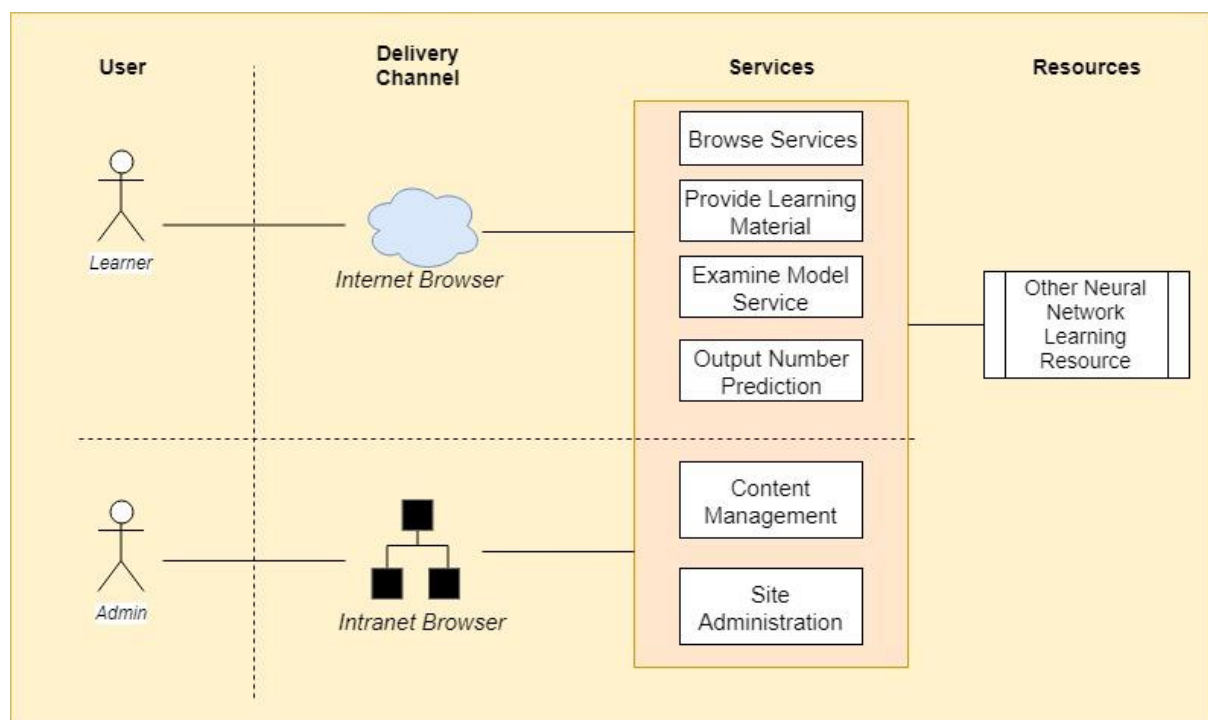 User
Delivery
Channel
Services
Resources
Learner
Internet Browser
Browse Services
Provide Learning
Material
Examine Model
Service
Output Number
Prediction
Other Neural
Network
Learning
Resource
Admin
Intranet Browser
Content
Management
Site
Administration